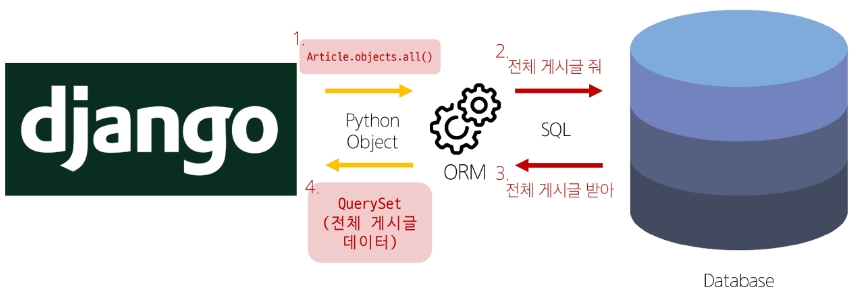 1.
Article.objects.all()
2.
전체 게시글 줘
django
Python
Object
ORM
SQL
3.
전체 게시글 받아
4.
QuerySet
(전체 게시글
데이터)
Database